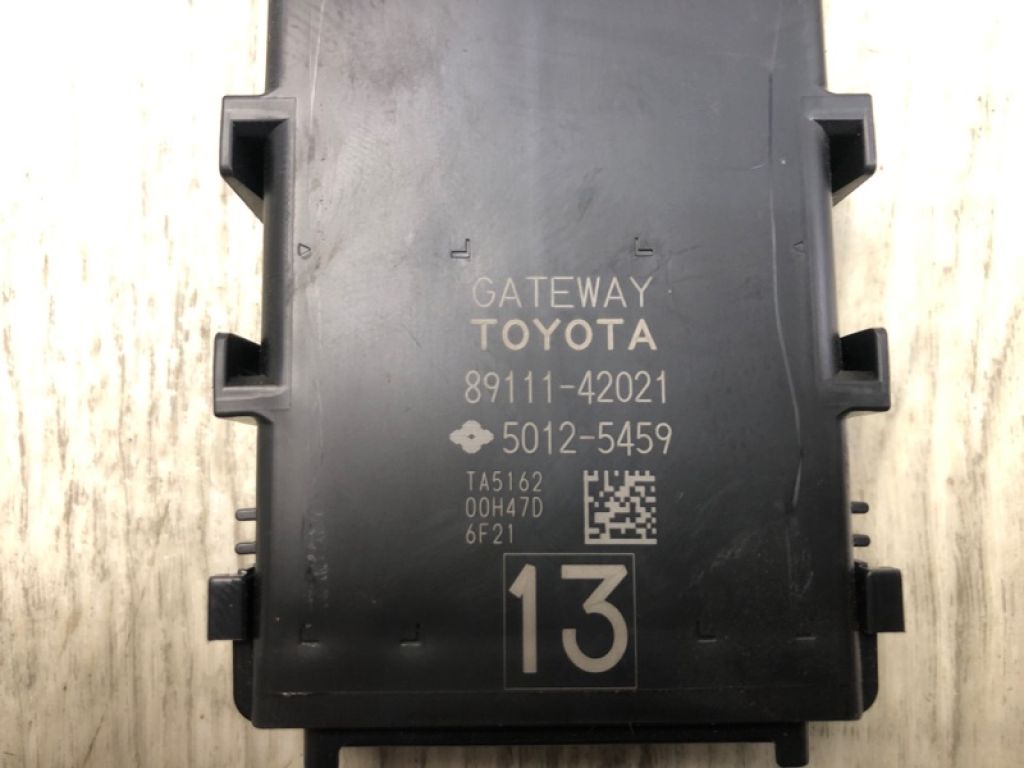 GATEWAY
TOYOTA
89111-42021
5012-5459
TA5162
00H47D
6F21
13